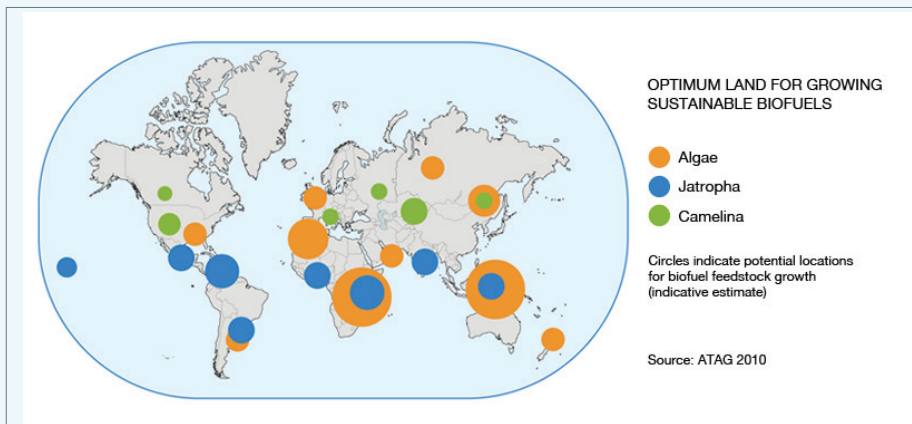 OPTIMUM LAND FOR GROWING
SUSTAINABLE BIOFUELS
Algae
Jatropha
Camelina
Circles indicate potential locations
for biofuel feedstock growth
(indicative estimate)
Source: ATAG 2010